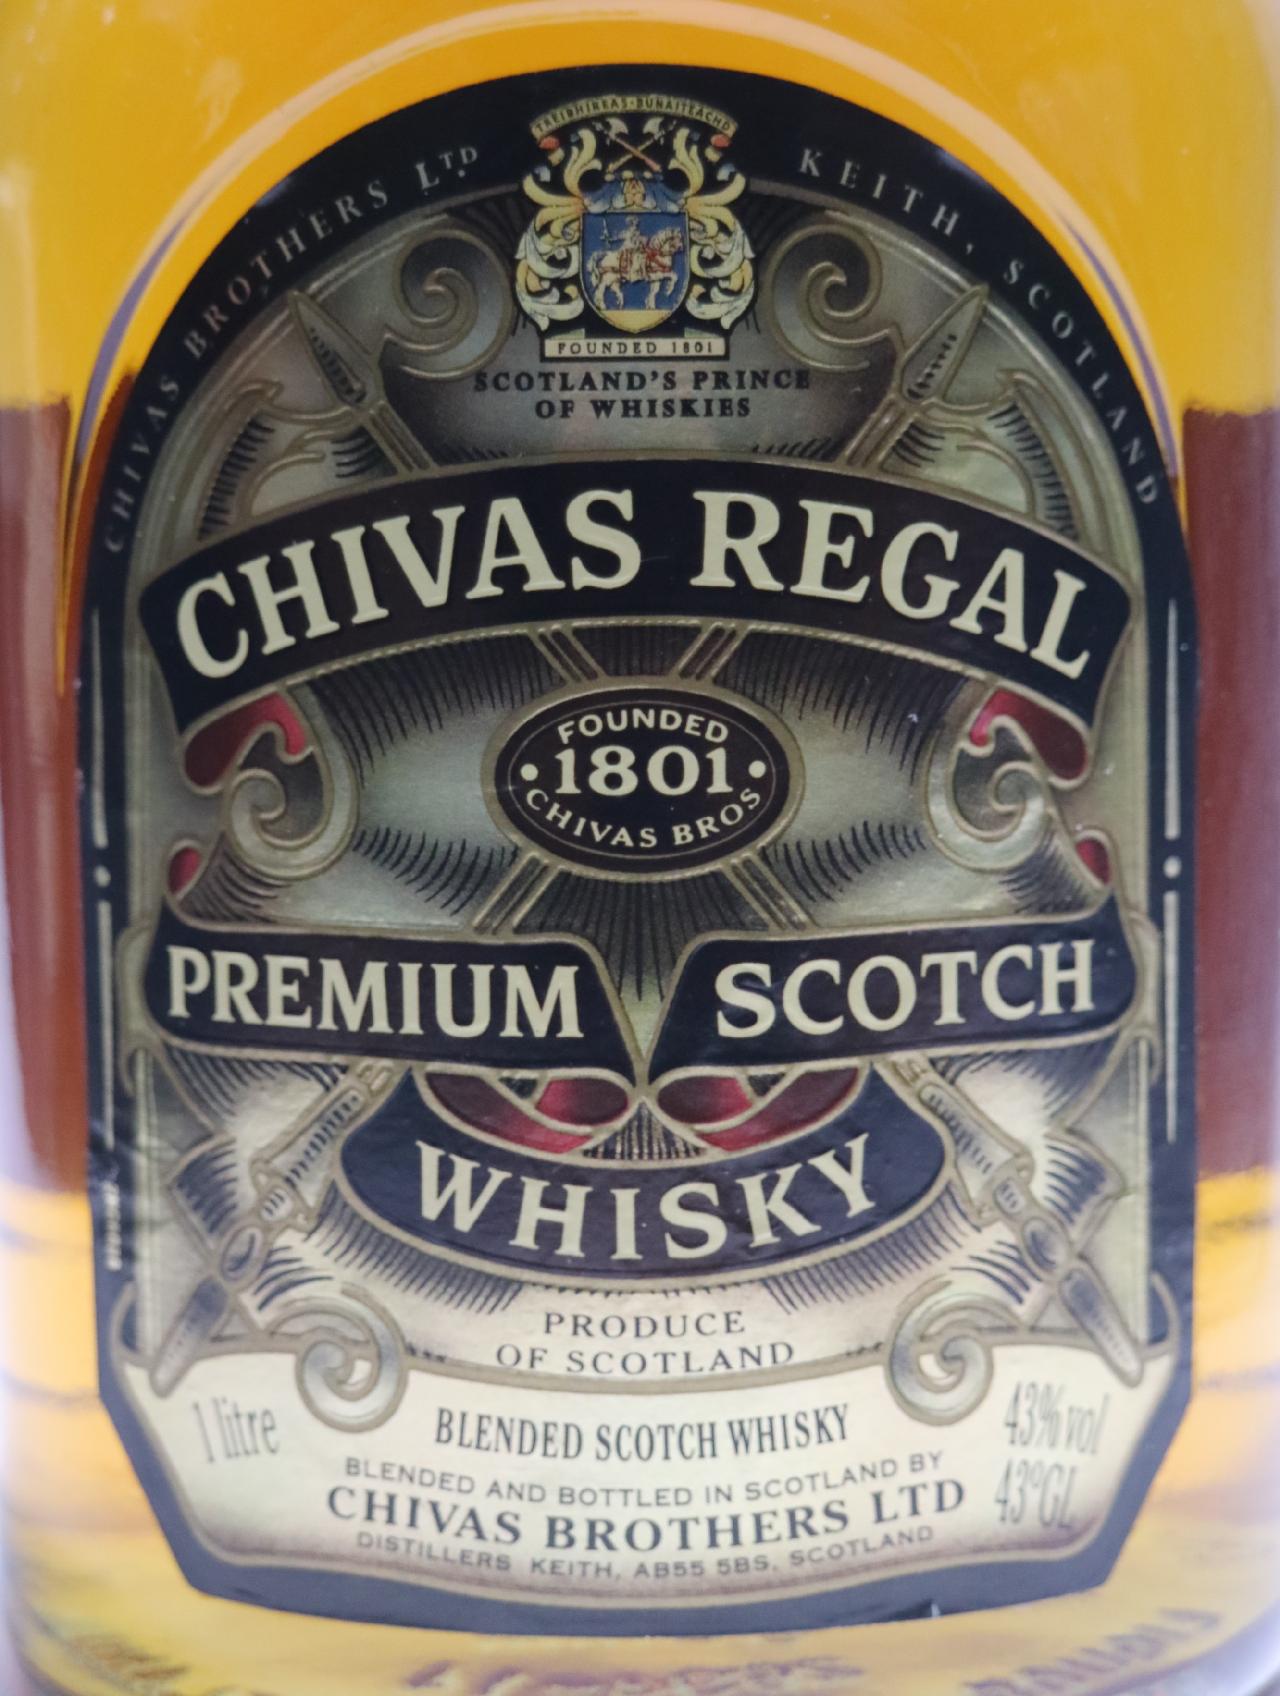 TREIBHIREAS · BUNAITEACHD
CHIVAS BROTHERS LTD
KEITH, SCOTLAND
FOUNDED 1801
SCOTLAND'S PRINCE
OF WHISKIES
CHIVAS REGAL
FOUNDED
·1801·
CHIVAS BROS
PREMIUM SCOTCH
WHISKY
PRODUCE
OF SCOTLAND
1 litre
43% vol
43°GL
BLENDED SCOTCH WHISKY
BLENDED AND BOTTLED IN SCOTLAND BY
CHIVAS BROTHERS LTD
DISTILLERS KEITH, AB55 5BS, SCOTLAND